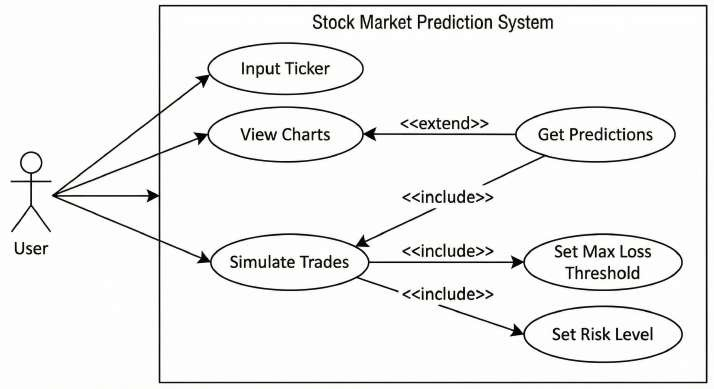 Stock Market Prediction System
Input Ticker
View Charts
<<extend>>
Get Predictions
<<include>>
User
Simulate Trades
<<include>>
Set Max Loss
Threshold
<<include>>
Set Risk Level